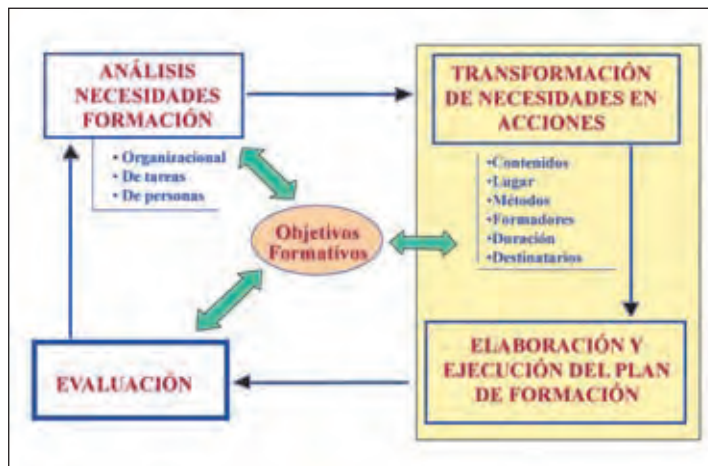 ANÁLISIS
NECESIDADES
FORMACIÓN
• Organizacional
• De tareas
• De personas
TRANSFORMACIÓN
DE NECESIDADES EN
ACCIONES
•Contenidos
•Lugar
•Métodos
•Formadores
•Duración
•Destinatarios
Objetivos
Formativos
ELABORACIÓN Y
EJECUCIÓN DEL PLAN
DE FORMACIÓN
EVALUACIÓN